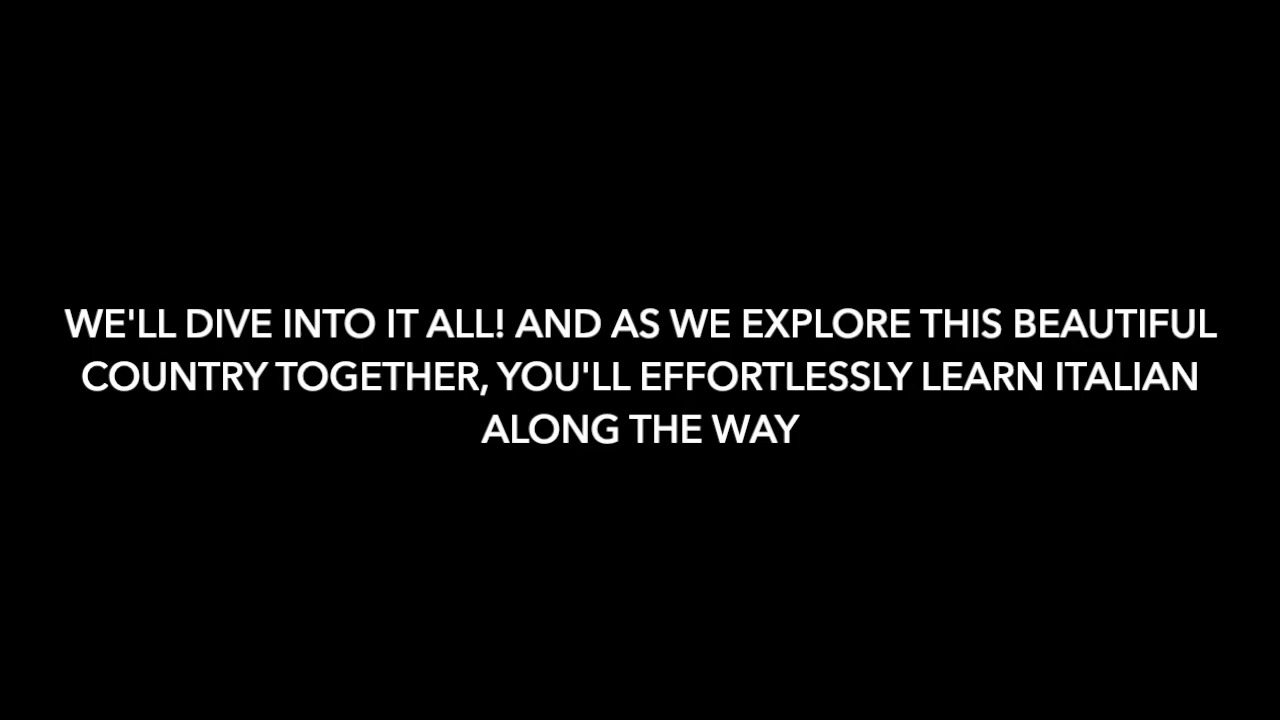 WE'LL DIVE INTO IT ALL! AND AS WE EXPLORE THIS BEAUTIFUL
COUNTRY TOGETHER, YOU'LL EFFORTLESSLY LEARN ITALIAN
ALONG THE WAY